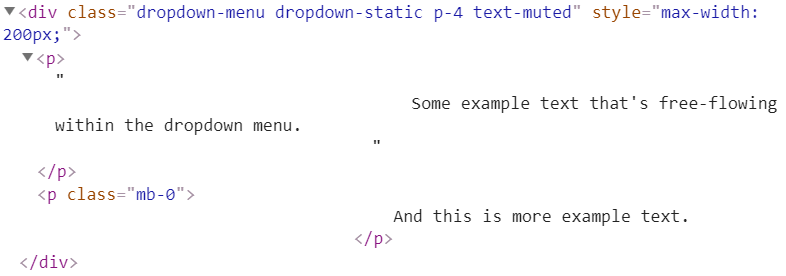 ▼<div class="dropdown-menu dropdown-static p-4 text-muted" style="max-width:
200px;">
▼<p>
"
Some example text that's free-flowing
within the dropdown menu.
"
</p>
<p class="mb-0">
And this is more example text.
</p>
</div>